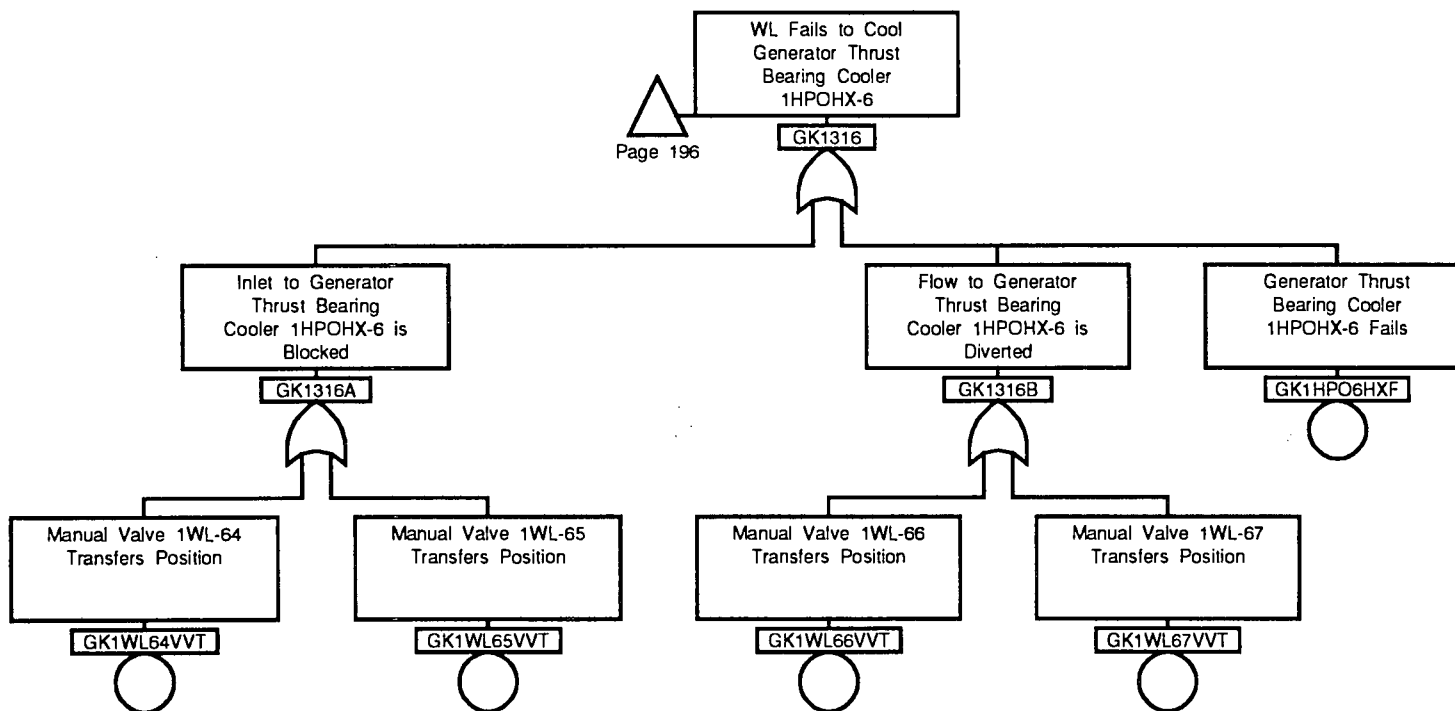 WL Fails to Cool
Generator Thrust
Bearing Cooler
1HPOHX-6
Page 196
GK1316
Inlet to Generator
Thrust Bearing
Cooler 1HPOHX-6 is
Blocked
GK1316A
Flow to Generator
Thrust Bearing
Cooler 1HPOHX-6 is
Diverted
GK1316B
Generator Thrust
Bearing Cooler
1HPOHX-6 Fails
GK1HPO6HXF
Manual Valve 1WL-64
Transfers Position
GK1WL64VVT
Manual Valve 1WL-65
Transfers Position
GK1WL65VVT
Manual Valve 1WL-66
Transfers Position
GK1WL66VVT
Manual Valve 1WL-67
Transfers Position
GK1WL67VVT